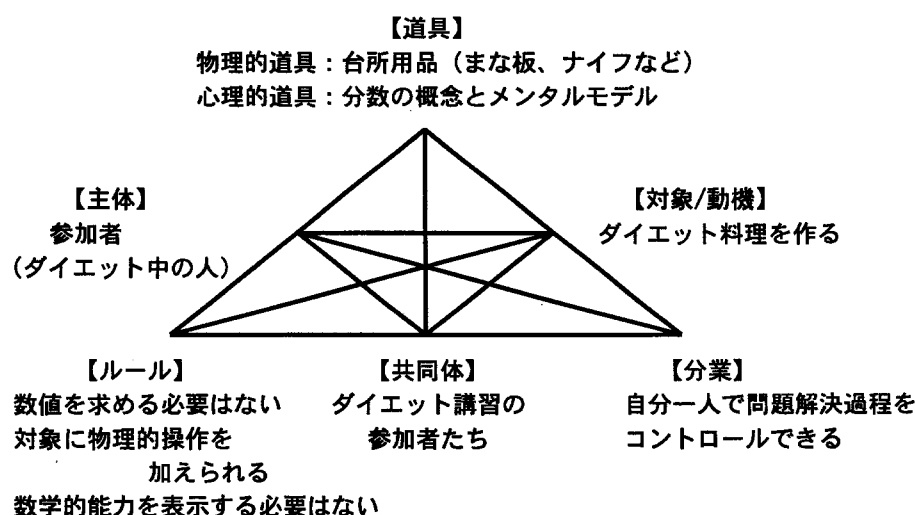 【道具】
物理的道具：台所用品（まな板、ナイフなど）
心理的道具：分数の概念とメンタルモデル
【主体】
参加者
（ダイエット中の人）
【対象/動機】
ダイエット料理を作る
【ルール】
数値を求める必要はない
対象に物理的操作を
加えられる
数学的能力を表示する必要はない
【共同体】
ダイエット講習の
参加者たち
【分業】
自分一人で問題解決過程を
コントロールできる